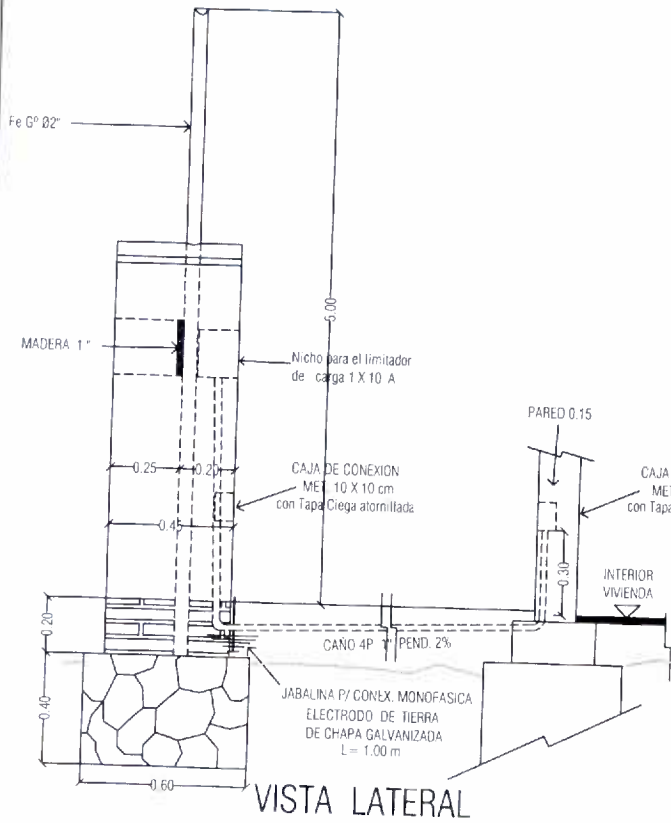 Fe Gº Ø2"
MADERA 1"
5.00
Nicho para el limitador
de carga 1 X 10 A
PARED 0.15
0.25
0.20
CAJA DE CONEXION
MET. 10 X 10 cm
con Tapa Ciega atornillada
0.45
CAJA
MET
con Tapa
0.30
INTERIOR
VIVIENDA
0.20
CAÑO 4P 1" PEND. 2%
0.40
JABALINA P/ CONEX. MONOFASICA
ELECTRODO DE TIERRA
DE CHAPA GALVANIZADA
L = 1.00 m
0.60
VISTA LATERAL